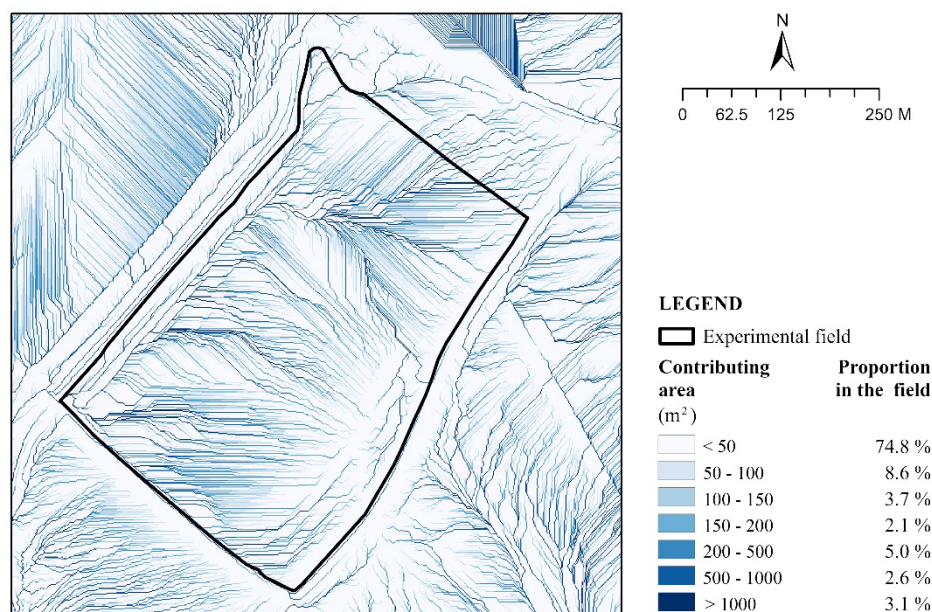 N
0 62.5 125 250 M
LEGEND
Experimental field
Contributing Proportion
area in the field
(m²)
< 50 74.8 %
50 - 100 8.6 %
100 - 150 3.7 %
150 - 200 2.1 %
200 - 500 5.0 %
500 - 1000 2.6 %
> 1000 3.1 %